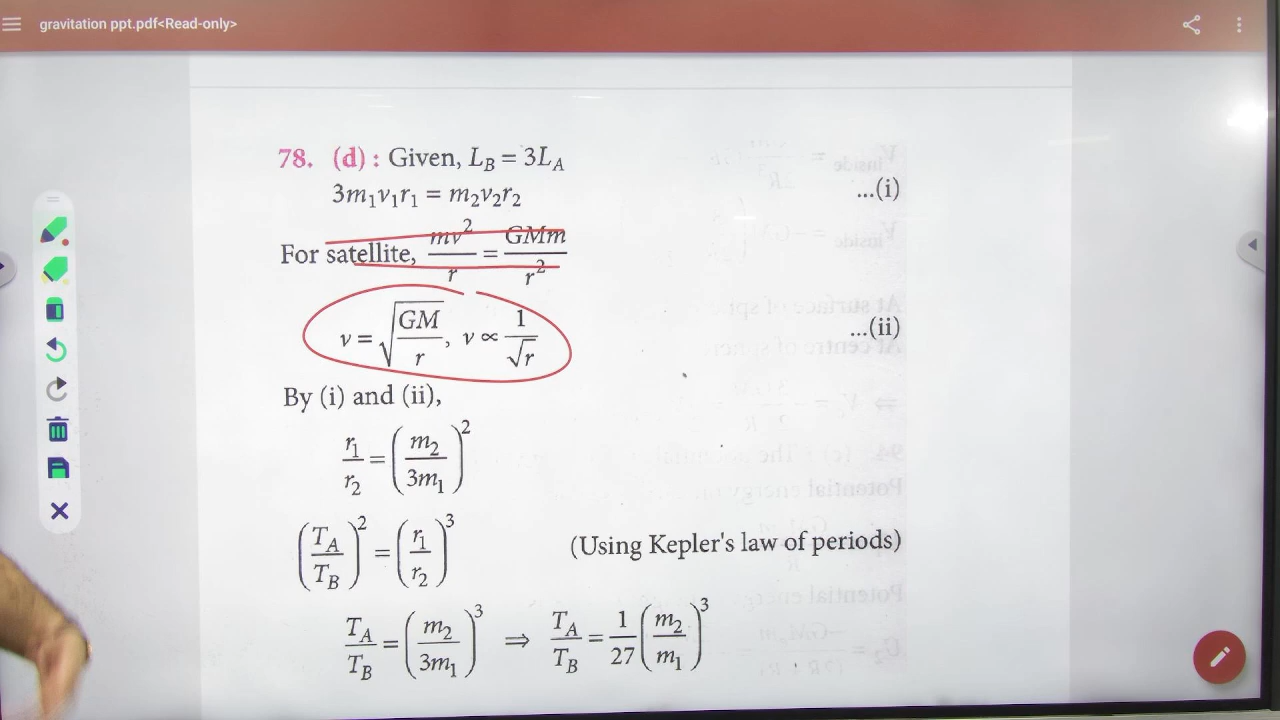 gravitation ppt.pdf<Read-only>
78. (d) : Given, L_B = 3L_A
3m₁v₁r₁ = m₂v₂r₂ ...(i)
For satellite, mv²/r = GMm/r²
v = √(GM/r), v ∝ 1/√r ...(ii)
By (i) and (ii),
r₁/r₂ = (m₂/3m₁)²
(T_A/T_B)² = (r₁/r₂)³ (Using Kepler's law of periods)
T_A/T_B = (m₂/3m₁)³ ⇒ T_A/T_B = 1/27 (m₂/m₁)³